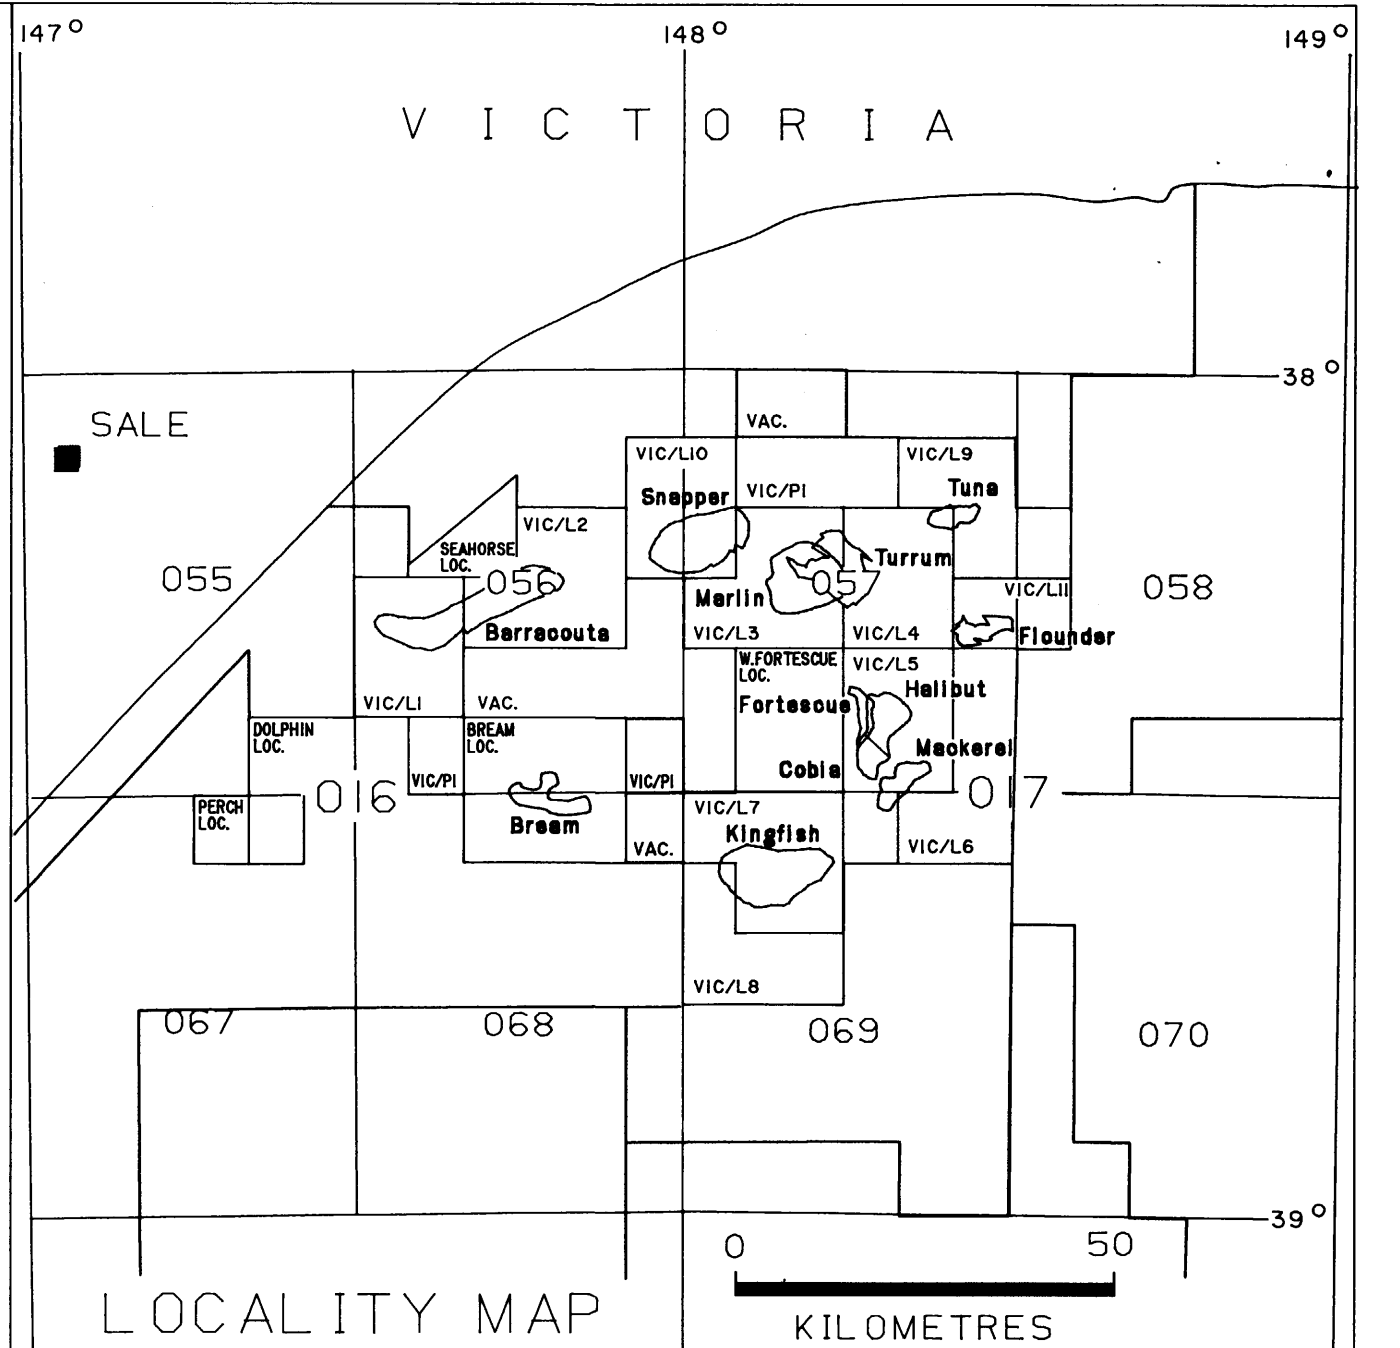 147° 148° 149°
VICTORIA
38°
SALE
VAC.
VIC/L10
VIC/L9
Snapper
VIC/P1
Tuna
VIC/L2
SEAHORSE
LOC.
Turrum
055
056
05
058
Marlin
VIC/L11
Barracouta
VIC/L3
VIC/L4
Flounder
W.FORTESCUE
LOC.
VIC/L5
Halibut
VIC/L1
VAC.
Fortescue
DOLPHIN
LOC.
BREAM
LOC.
Mackerel
Cobia
VIC/P1
VIC/P1
016
017
PERCH
LOC.
VIC/L7
Bream
Kingfish
VAC.
VIC/L6
VIC/L8
067
068
069
070
39°
0 50
LOCALITY MAP
KILOMETRES